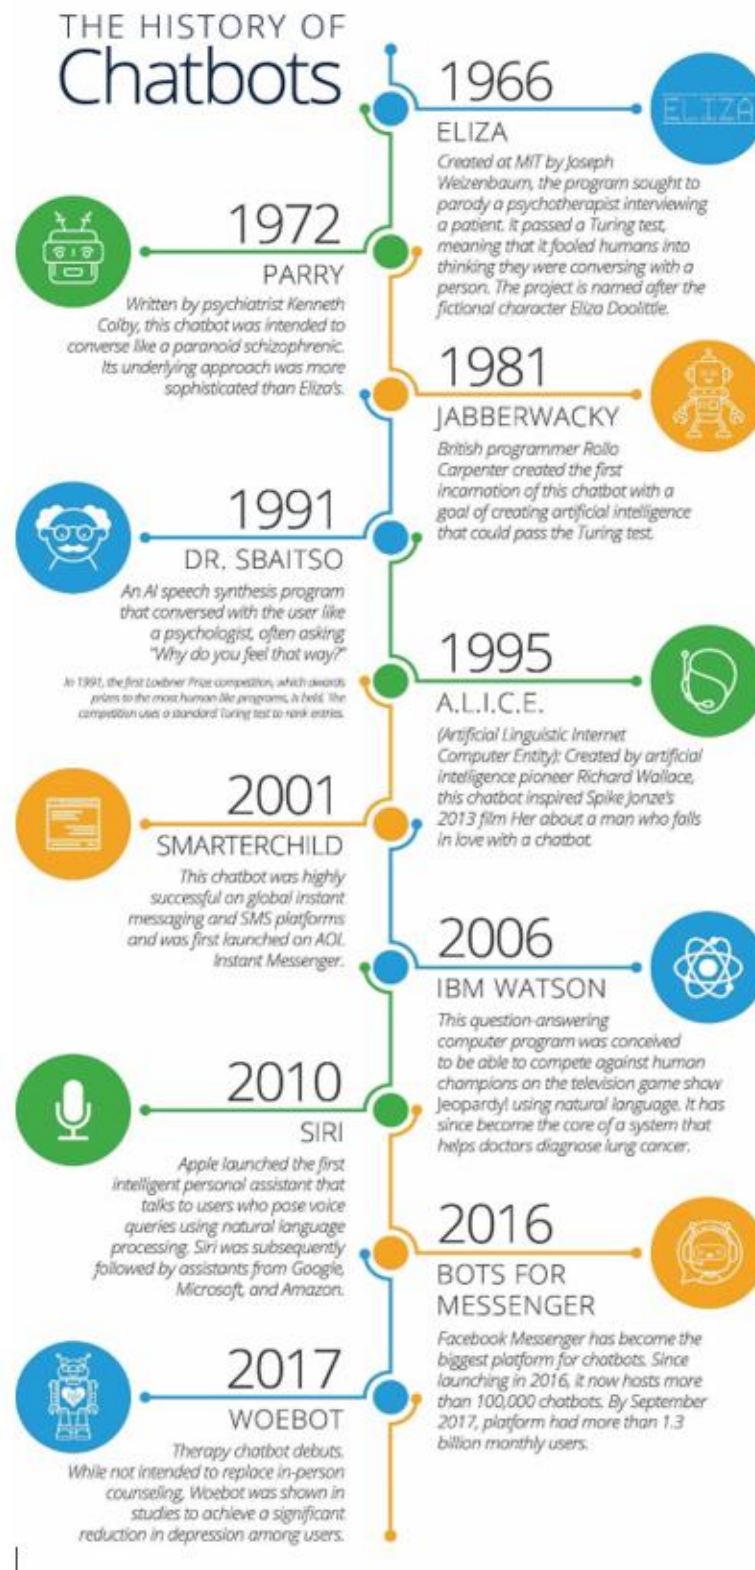 THE HISTORY OF
Chatbots
1966
ELIZA
ELIZA
Created at MIT by Joseph
Weizenbaum, the program sought to
parody a psychotherapist interviewing
a patient. It passed a Turing test,
meaning that it fooled humans into
thinking they were conversing with a
person. The project is named after the
fictional character Eliza Doolittle.
1972
PARRY
Written by psychiatrist Kenneth
Colby, this chatbot was intended to
converse like a paranoid schizophrenic.
Its underlying approach was more
sophisticated than Eliza's.
1981
JABBERWACKY
British programmer Rollo
Carpenter created the first
incarnation of this chatbot with a
goal of creating artificial intelligence
that could pass the Turing test.
1991
DR. SBAITSO
An AI speech synthesis program
that conversed with the user like
a psychologist, often asking
"Why do you feel that way?"
In 1991, the first Loebner Prize competition, which awards
prizes to the most human-like programs, is held. The
competition uses a standard Turing test to rank entries.
1995
A.L.I.C.E.
(Artificial Linguistic Internet
Computer Entity): Created by artificial
intelligence pioneer Richard Wallace,
this chatbot inspired Spike Jonze's
2013 film Her about a man who falls
in love with a chatbot.
2001
SMARTERCHILD
This chatbot was highly
successful on global instant
messaging and SMS platforms
and was first launched on AOL
Instant Messenger.
2006
IBM WATSON
This question-answering
computer program was conceived
to be able to compete against human
champions on the television game show
Jeopardy! using natural language. It has
since become the core of a system that
helps doctors diagnose lung cancer.
2010
SIRI
Apple launched the first
intelligent personal assistant that
talks to users who pose voice
queries using natural language
processing. Siri was subsequently
followed by assistants from Google,
Microsoft, and Amazon.
2016
BOTS FOR
MESSENGER
Facebook Messenger has become the
biggest platform for chatbots. Since
launching in 2016, it now hosts more
than 100,000 chatbots. By September
2017, platform had more than 1.3
billion monthly users.
2017
WOEBOT
Therapy chatbot debuts.
While not intended to replace in-person
counseling, Woebot was shown in
studies to achieve a significant
reduction in depression among users.